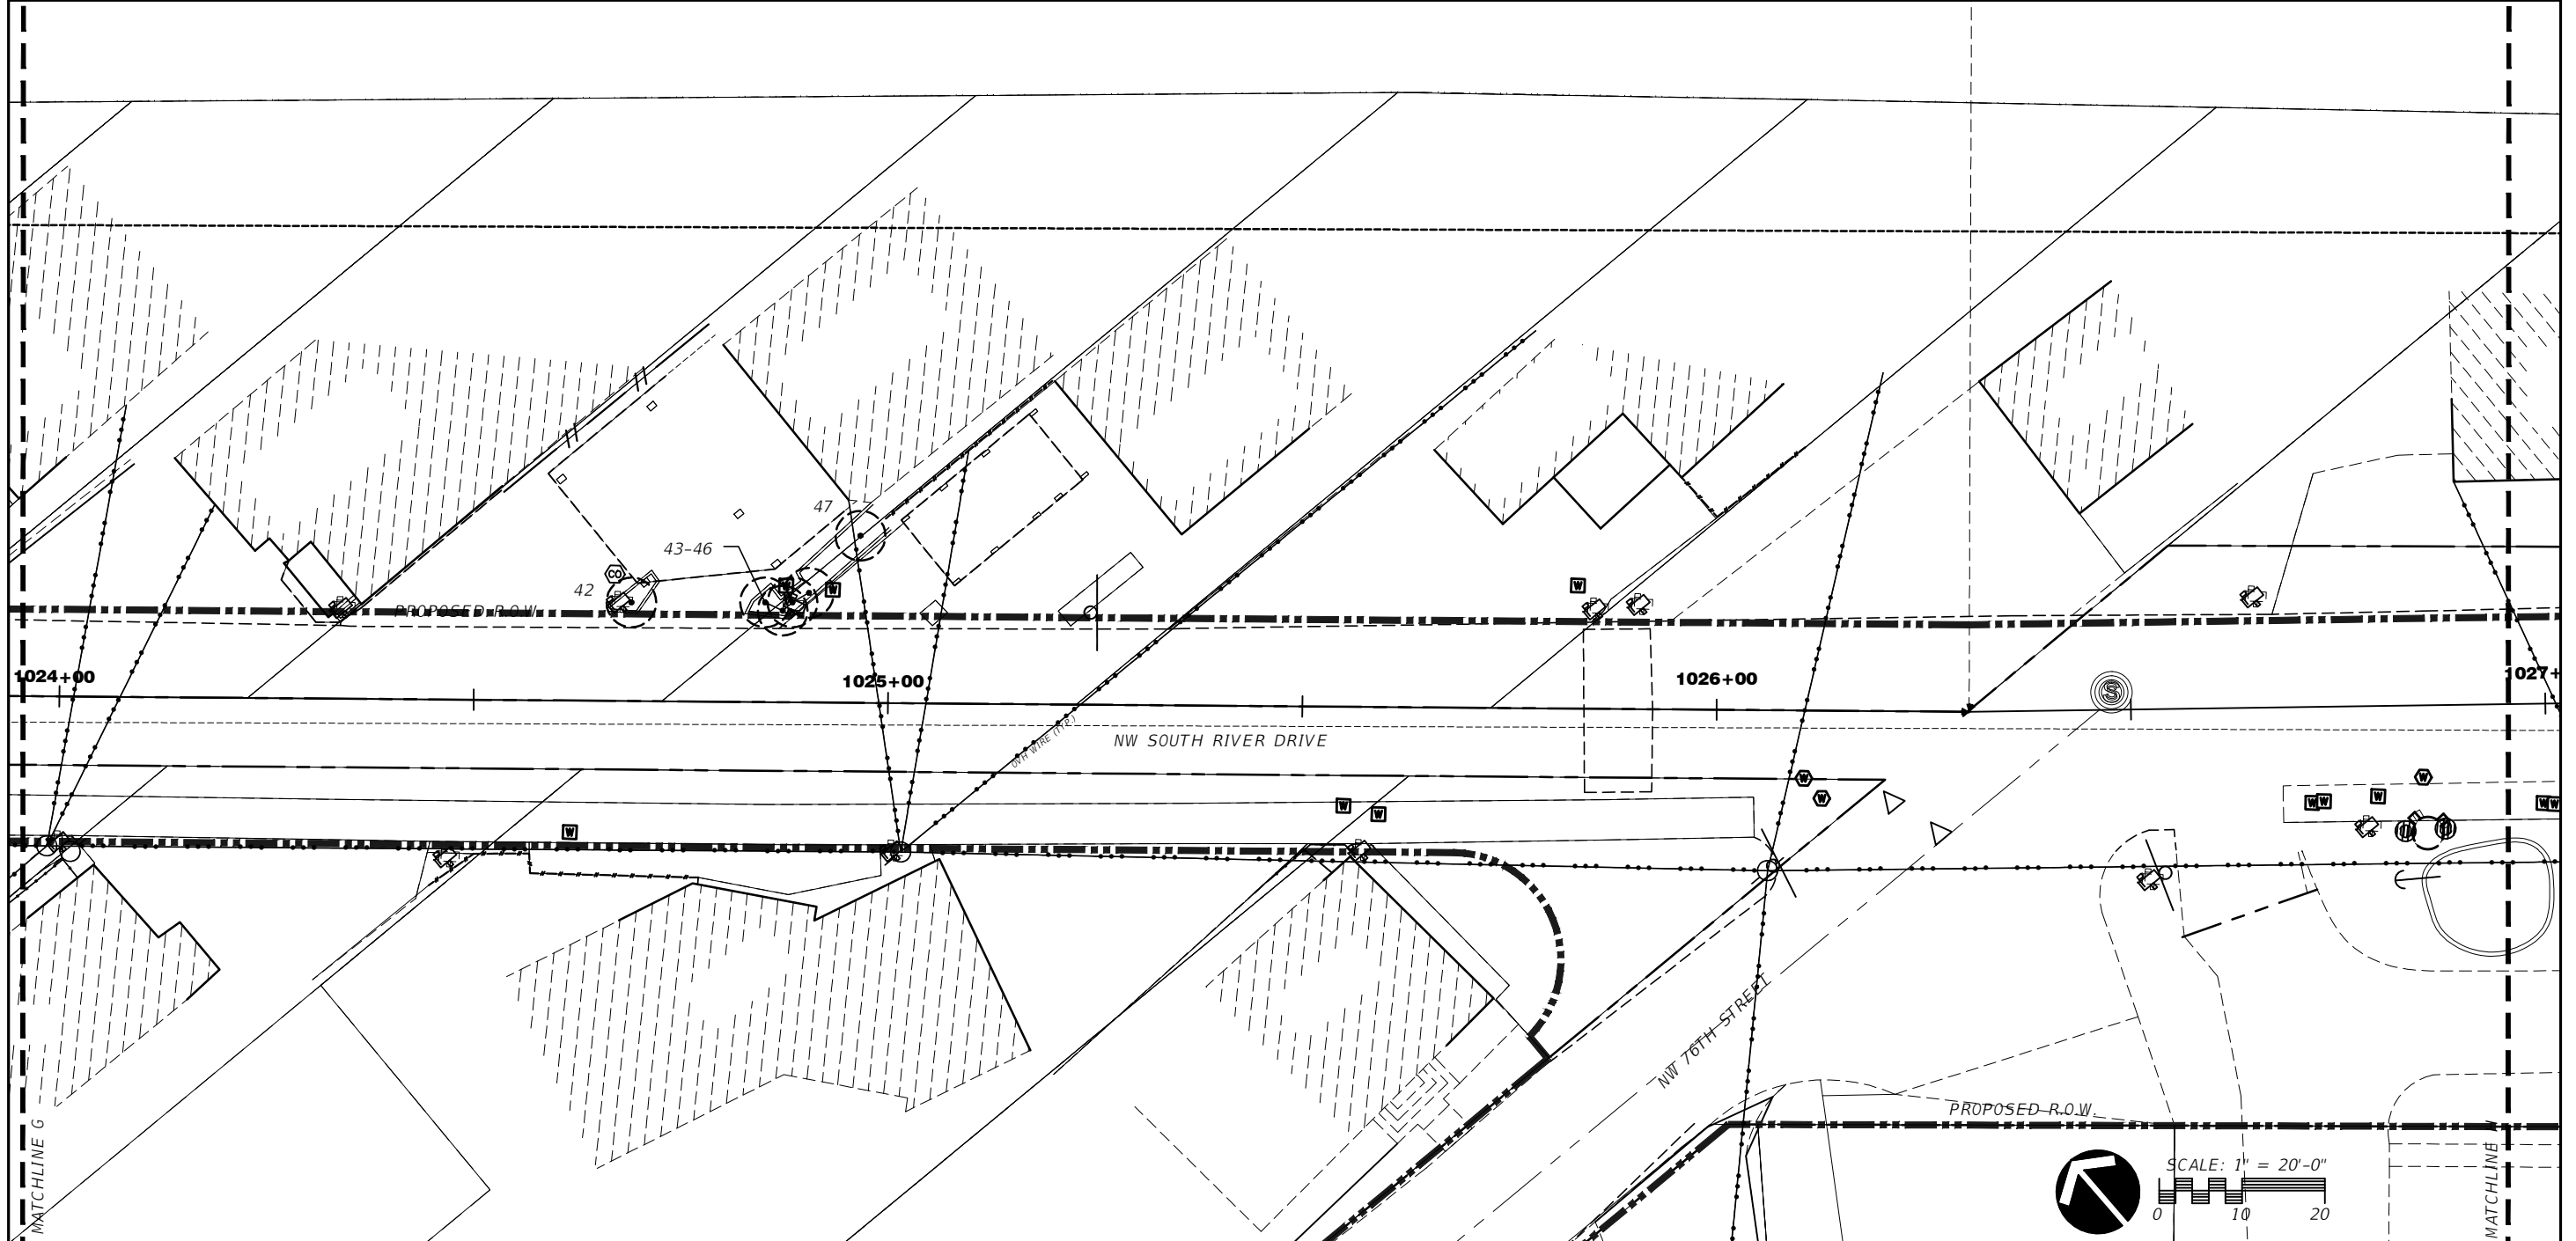 47
43-46
CO
42
W
W
W
PROPOSED R.O.W.
1024+00
1025+00
1026+00
1027+
S
OVH WIRE (TYP.)
NW SOUTH RIVER DRIVE
W
W
W
W
W
W
W
W
W
W
W
W
NW 76TH STREET
PROPOSED R.O.W.
MATCHLINE G
MATCHLINE H
SCALE: 1" = 20'-0"
0 10 20